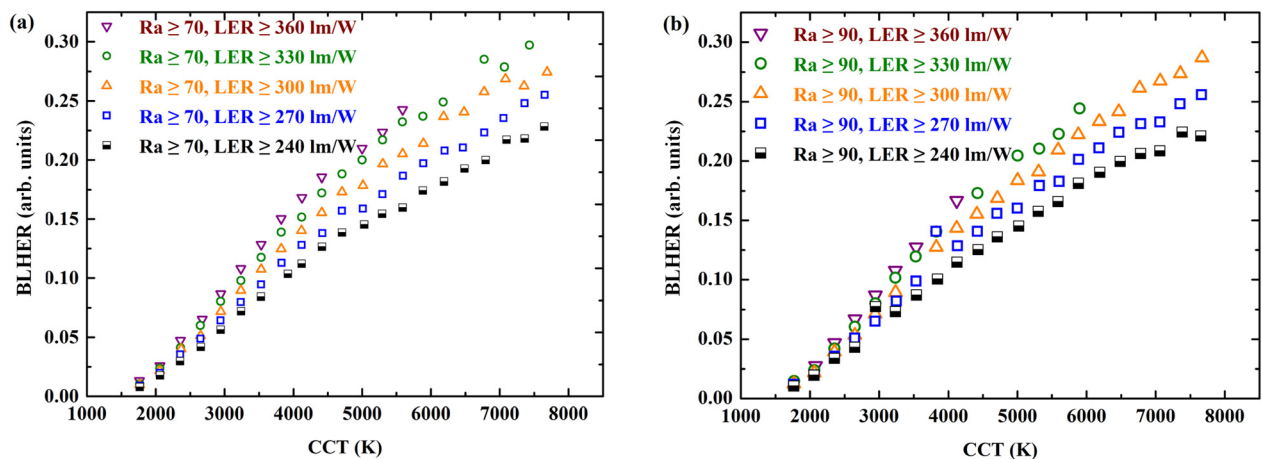 (a)
Ra ≥ 70, LER ≥ 360 lm/W
Ra ≥ 70, LER ≥ 330 lm/W
Ra ≥ 70, LER ≥ 300 lm/W
Ra ≥ 70, LER ≥ 270 lm/W
Ra ≥ 70, LER ≥ 240 lm/W
BLHER (arb. units)
0.30
0.25
0.20
0.15
0.10
0.05
0.00
1000 2000 3000 4000 5000 6000 7000 8000
CCT (K)
(b)
Ra ≥ 90, LER ≥ 360 lm/W
Ra ≥ 90, LER ≥ 330 lm/W
Ra ≥ 90, LER ≥ 300 lm/W
Ra ≥ 90, LER ≥ 270 lm/W
Ra ≥ 90, LER ≥ 240 lm/W
BLHER (arb. units)
0.30
0.25
0.20
0.15
0.10
0.05
0.00
1000 2000 3000 4000 5000 6000 7000 8000
CCT (K)